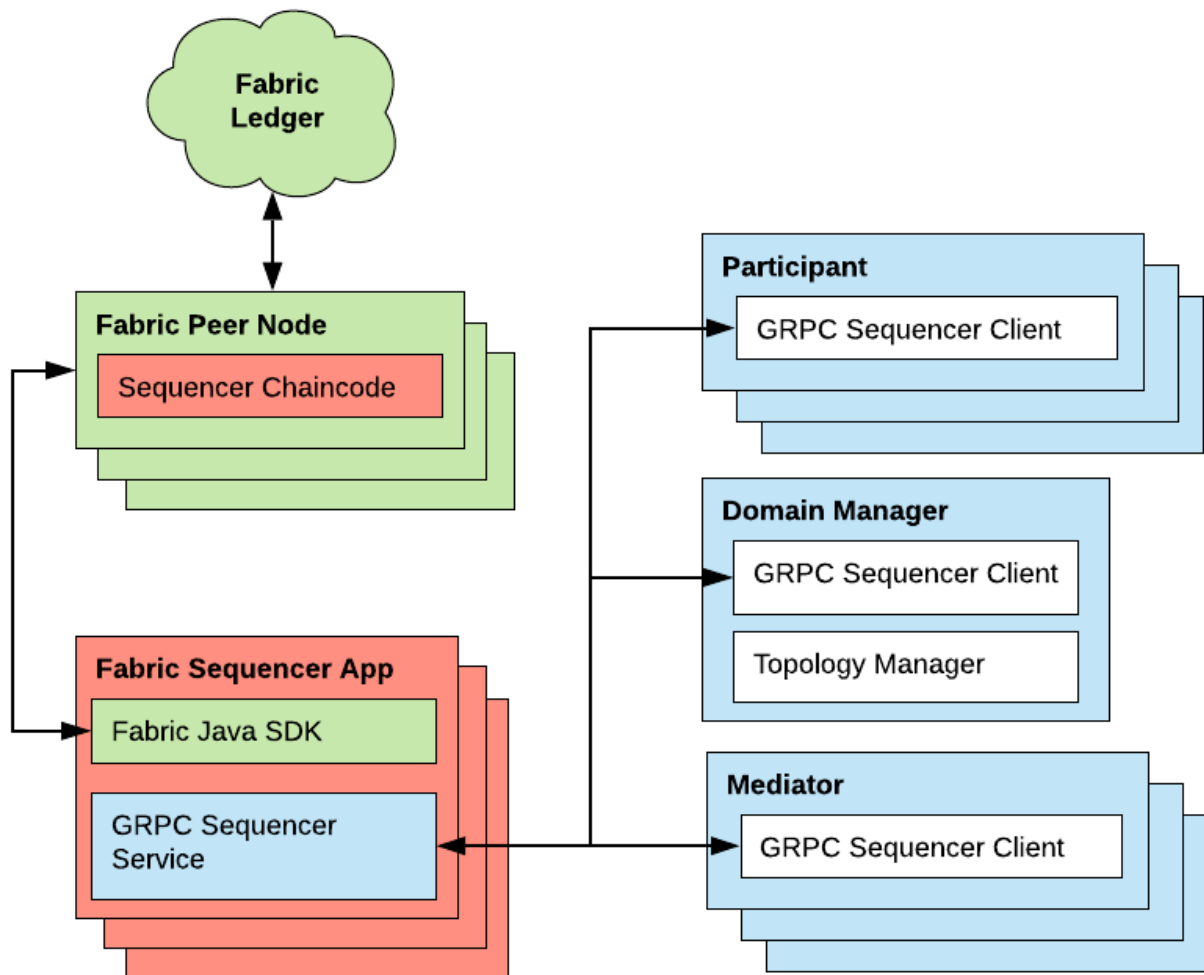 Fabric
Ledger
Fabric Peer Node
Sequencer Chaincode
Fabric Sequencer App
Fabric Java SDK
GRPC Sequencer
Service
Participant
GRPC Sequencer Client
Domain Manager
GRPC Sequencer Client
Topology Manager
Mediator
GRPC Sequencer Client